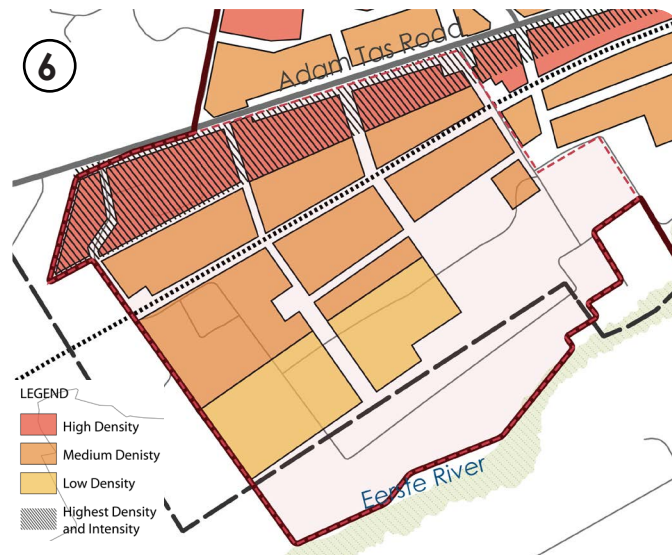 6
Adam Tas Road
LEGEND
High Density
Medium Denisty
Low Density
Highest Density
and Intensity
Eerste River